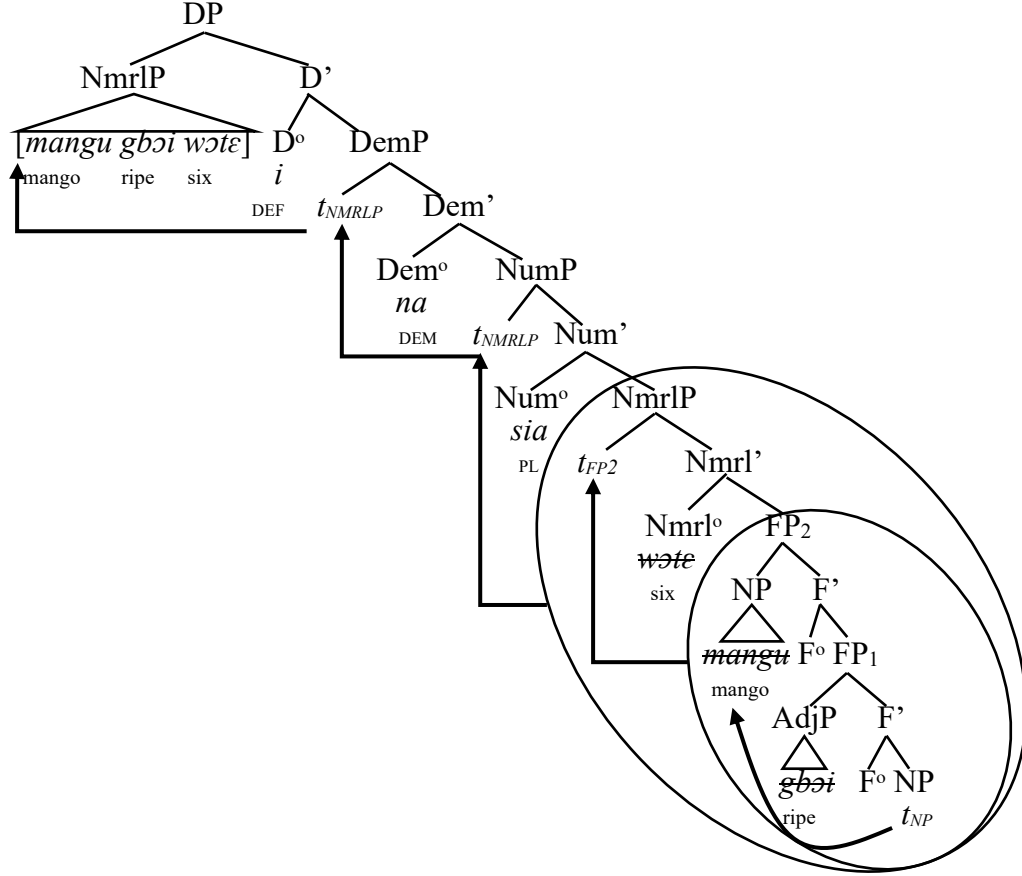 DP
NmrlP D’
[mangu gbɔi wɔtɛ] Dᵒ DemP
mango ripe six i
DEF tNMRLP Dem’
Demᵒ NumP
na
DEM tNMRLP Num’
Numᵒ NmrlP
sia
PL tFP2 Nmrl’
Nmrlᵒ FP₂
wɔtɛ
six NP F’
mangu Fᵒ FP₁
mango
AdjP F’
gbɔi Fᵒ NP
ripe tNP